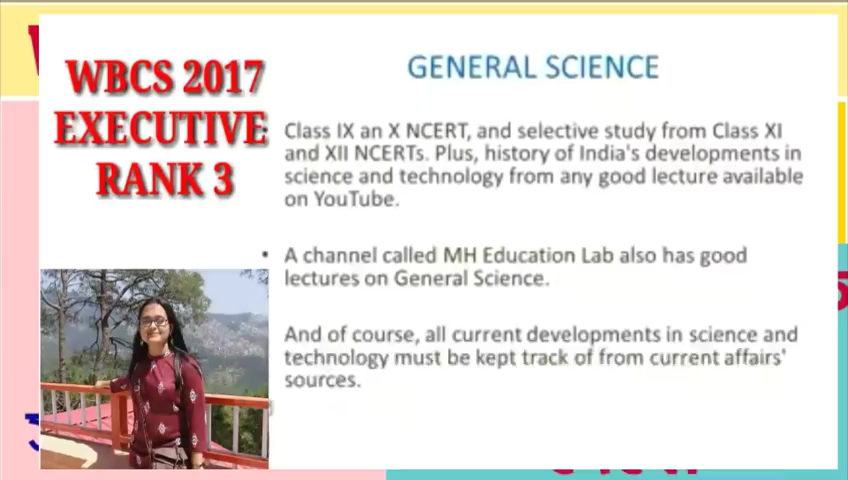 WBCS 2017
EXECUTIVE
RANK 3
GENERAL SCIENCE
Class IX an X NCERT, and selective study from Class XI
and XII NCERTs. Plus, history of India's developments in
science and technology from any good lecture available
on YouTube.
• A channel called MH Education Lab also has good
lectures on General Science.
And of course, all current developments in science and
technology must be kept track of from current affairs'
sources.